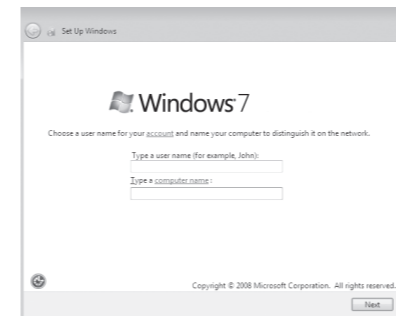 Set Up Windows
Windows 7
Choose a user name for your account and name your computer to distinguish it on the network.
Type a user name (for example, John):
Type a computer name:
Copyright © 2008 Microsoft Corporation. All rights reserved.
Next